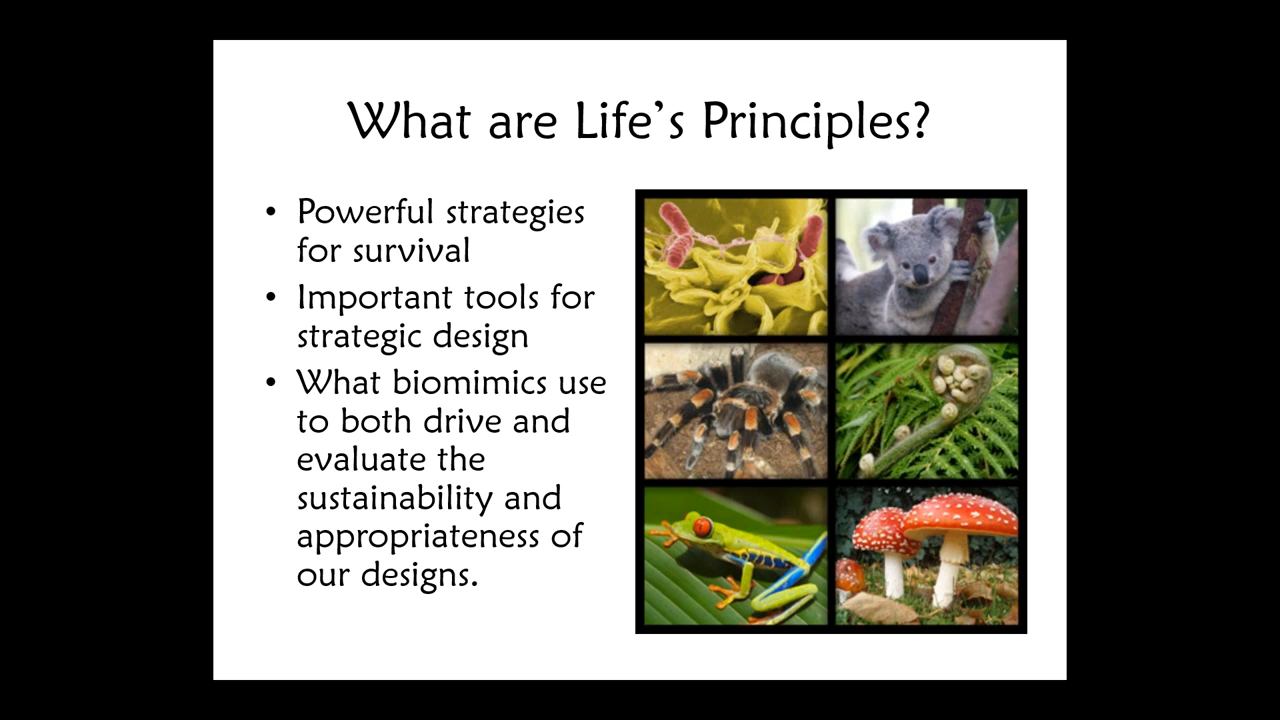 What are Life’s Principles?
• Powerful strategies
for survival
• Important tools for
strategic design
• What biomimics use
to both drive and
evaluate the
sustainability and
appropriateness of
our designs.